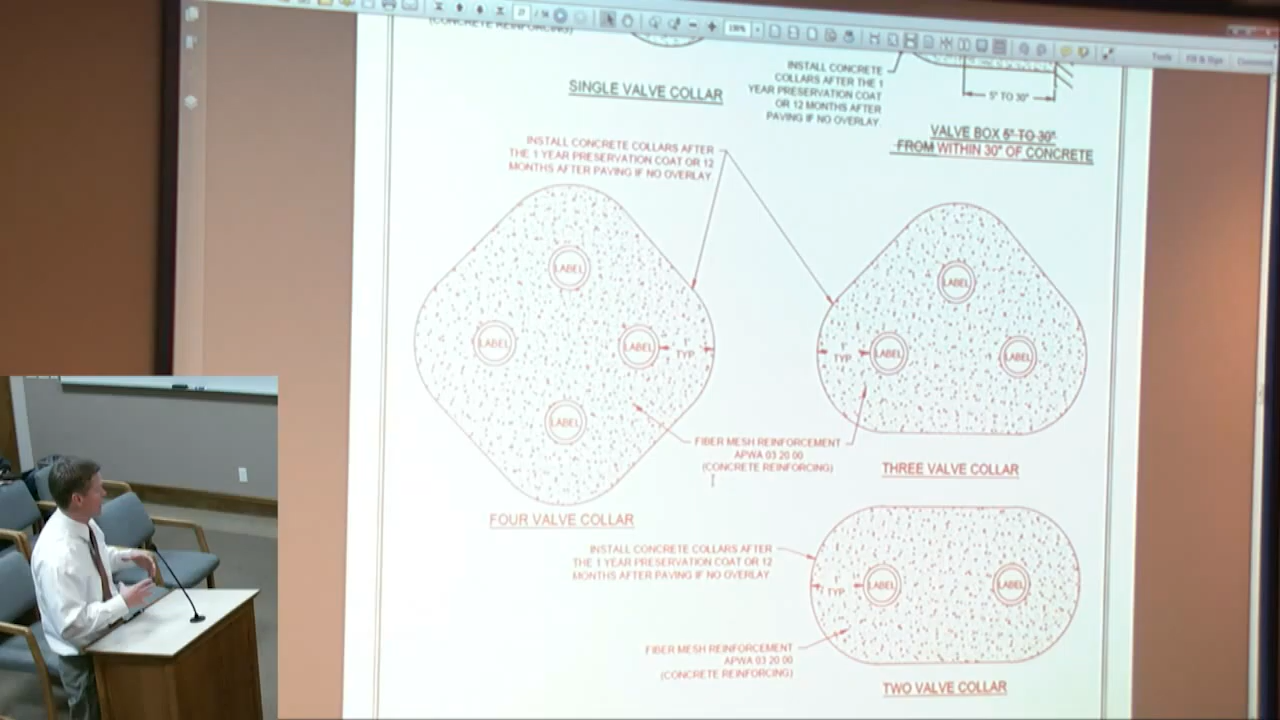 (CONCRETE REINFORCING)
SINGLE VALVE COLLAR
INSTALL CONCRETE
COLLARS AFTER THE 1
YEAR PRESERVATION COAT
OR 12 MONTHS AFTER
PAVING IF NO OVERLAY.
5" TO 30"
VALVE BOX 5" TO 30"
FROM WITHIN 30" OF CONCRETE
INSTALL CONCRETE COLLARS AFTER
THE 1 YEAR PRESERVATION COAT OR 12
MONTHS AFTER PAVING IF NO OVERLAY
LABEL
LABEL
LABEL
1'
TYP
LABEL
LABEL
1'
TYP
LABEL
LABEL
FIBER MESH REINFORCEMENT
APWA 03 20 00
(CONCRETE REINFORCING)
THREE VALVE COLLAR
FOUR VALVE COLLAR
INSTALL CONCRETE COLLARS AFTER
THE 1 YEAR PRESERVATION COAT OR 12
MONTHS AFTER PAVING IF NO OVERLAY
1'
TYP
LABEL
LABEL
FIBER MESH REINFORCEMENT
APWA 03 20 00
(CONCRETE REINFORCING)
TWO VALVE COLLAR